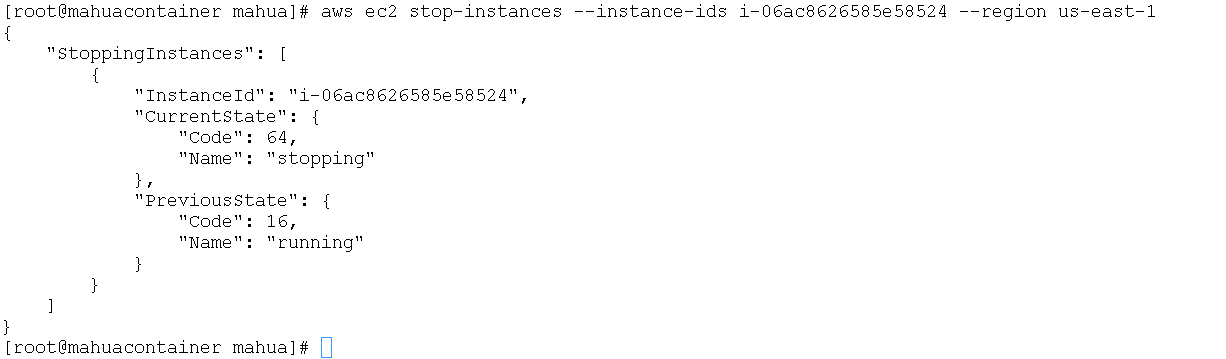 [root@mahuacontainer mahua]# aws ec2 stop-instances --instance-ids i-06ac8626585e58524 --region us-east-1
{
    "StoppingInstances": [
        {
            "InstanceId": "i-06ac8626585e58524",
            "CurrentState": {
                "Code": 64,
                "Name": "stopping"
            },
            "PreviousState": {
                "Code": 16,
                "Name": "running"
            }
        }
    ]
}
[root@mahuacontainer mahua]#